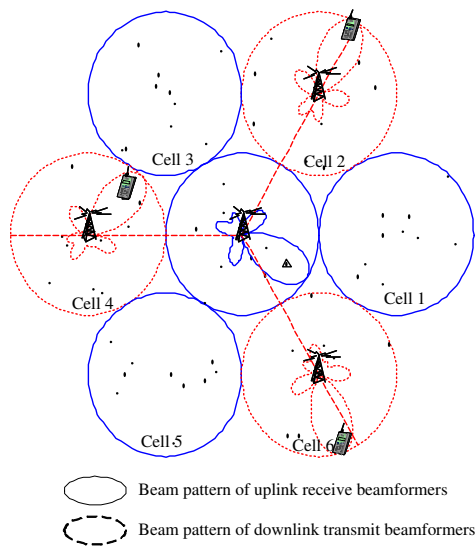 Cell 3
Cell 2
Cell 4
Cell 1
Cell 5
Cell 6
Beam pattern of uplink receive beamformers
Beam pattern of downlink transmit beamformers